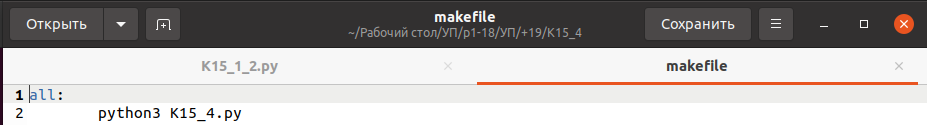 Открыть
makefile
~/Рабочий стол/УП/p1-18/УП/+19/K15_4
Сохранить
K15_1_2.py
makefile
1 all:
2 python3 K15_4.py